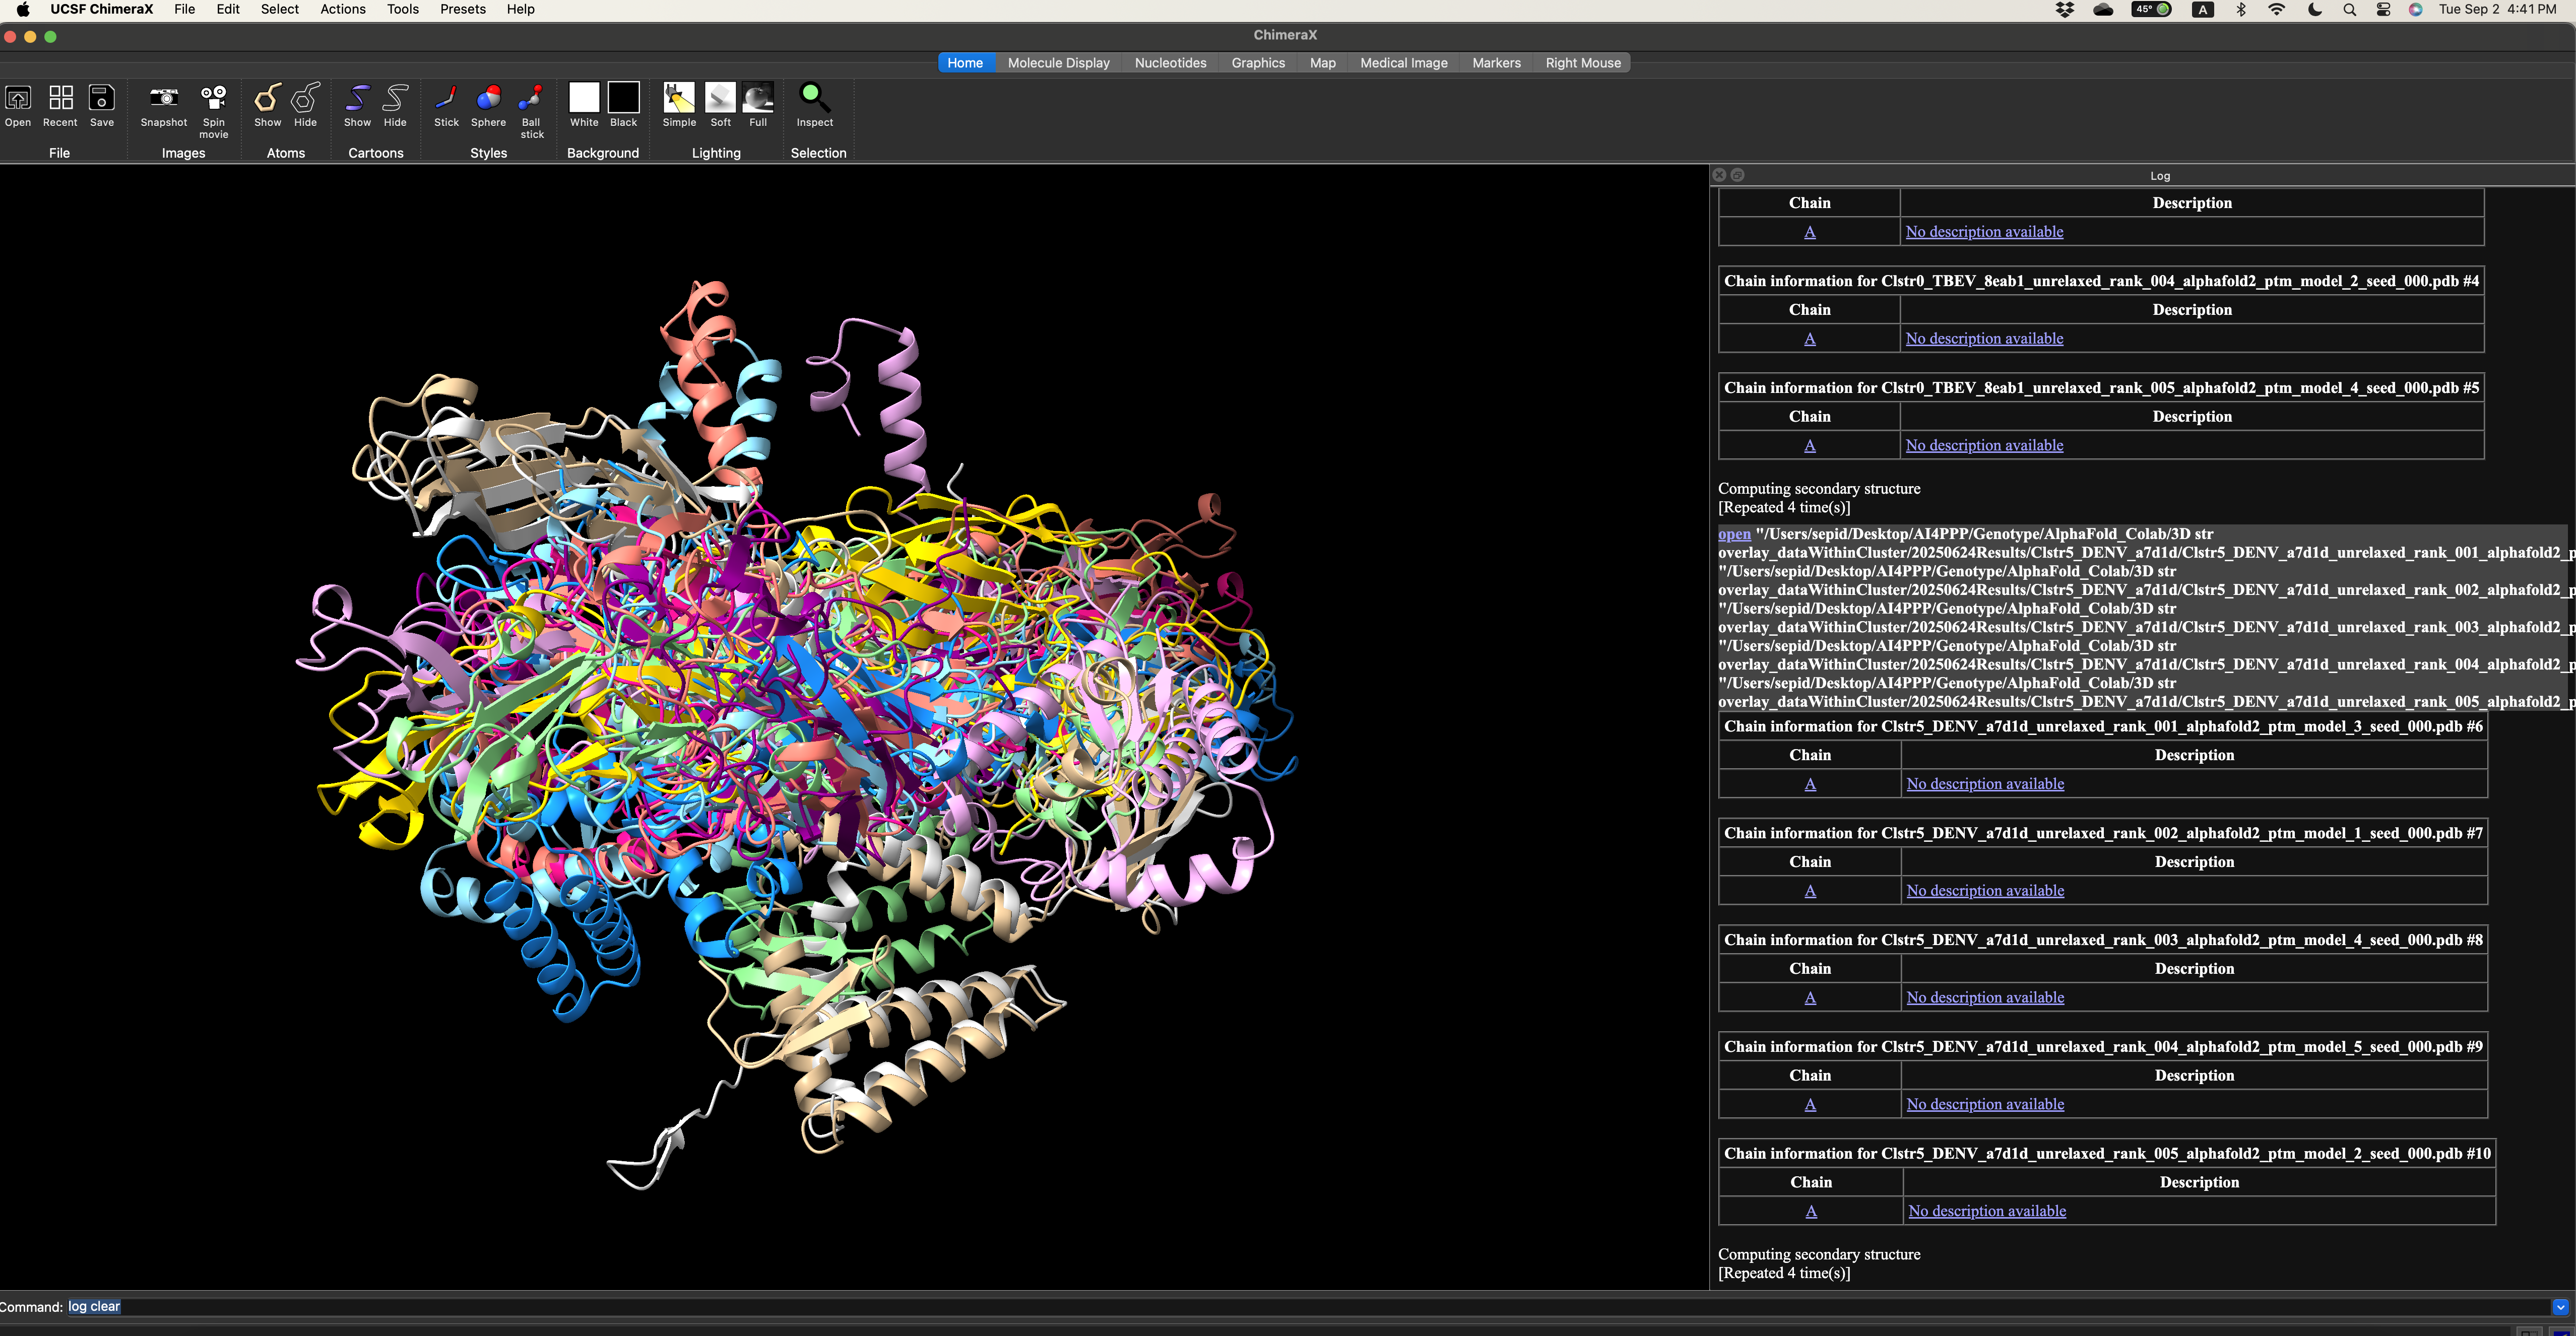 UCSF ChimeraX File Edit Select Actions Tools Presets Help
45° A Tue Sep 2 4:41 PM
ChimeraX
Home Molecule Display Nucleotides Graphics Map Medical Image Markers Right Mouse
Open Recent Save Snapshot Spin movie Show Hide Show Hide Stick Sphere Ball stick White Black Simple Soft Full Inspect
File Images Atoms Cartoons Styles Background Lighting Selection
Log
Chain Description
A No description available
Chain information for Clstr0_TBEV_8eab1_unrelaxed_rank_004_alphafold2_ptm_model_2_seed_000.pdb #4
Chain Description
A No description available
Chain information for Clstr0_TBEV_8eab1_unrelaxed_rank_005_alphafold2_ptm_model_4_seed_000.pdb #5
Chain Description
A No description available
Computing secondary structure
[Repeated 4 time(s)]
open "/Users/sepid/Desktop/AI4PPP/Genotype/AlphaFold_Colab/3D str
overlay_dataWithinCluster/20250624Results/Clstr5_DENV_a7d1d/Clstr5_DENV_a7d1d_unrelaxed_rank_001_alphafold2_p
"/Users/sepid/Desktop/AI4PPP/Genotype/AlphaFold_Colab/3D str
overlay_dataWithinCluster/20250624Results/Clstr5_DENV_a7d1d/Clstr5_DENV_a7d1d_unrelaxed_rank_002_alphafold2_p
"/Users/sepid/Desktop/AI4PPP/Genotype/AlphaFold_Colab/3D str
overlay_dataWithinCluster/20250624Results/Clstr5_DENV_a7d1d/Clstr5_DENV_a7d1d_unrelaxed_rank_003_alphafold2_p
"/Users/sepid/Desktop/AI4PPP/Genotype/AlphaFold_Colab/3D str
overlay_dataWithinCluster/20250624Results/Clstr5_DENV_a7d1d/Clstr5_DENV_a7d1d_unrelaxed_rank_004_alphafold2_p
"/Users/sepid/Desktop/AI4PPP/Genotype/AlphaFold_Colab/3D str
overlay_dataWithinCluster/20250624Results/Clstr5_DENV_a7d1d/Clstr5_DENV_a7d1d_unrelaxed_rank_005_alphafold2_p
Chain information for Clstr5_DENV_a7d1d_unrelaxed_rank_001_alphafold2_ptm_model_3_seed_000.pdb #6
Chain Description
A No description available
Chain information for Clstr5_DENV_a7d1d_unrelaxed_rank_002_alphafold2_ptm_model_1_seed_000.pdb #7
Chain Description
A No description available
Chain information for Clstr5_DENV_a7d1d_unrelaxed_rank_003_alphafold2_ptm_model_4_seed_000.pdb #8
Chain Description
A No description available
Chain information for Clstr5_DENV_a7d1d_unrelaxed_rank_004_alphafold2_ptm_model_5_seed_000.pdb #9
Chain Description
A No description available
Chain information for Clstr5_DENV_a7d1d_unrelaxed_rank_005_alphafold2_ptm_model_2_seed_000.pdb #10
Chain Description
A No description available
Computing secondary structure
[Repeated 4 time(s)]
Command: log clear